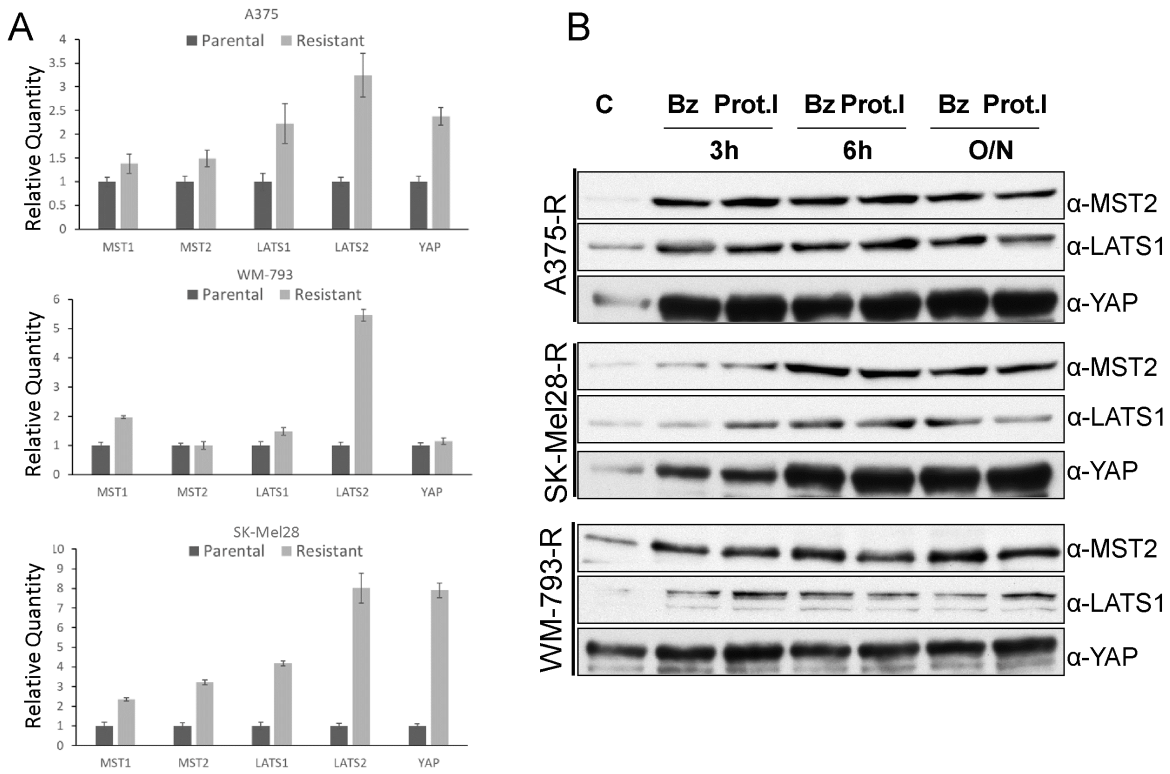 A
A375
Parental Resistant
Relative Quantity
4
3.5
3
2.5
2
1.5
1
0.5
0
MST1 MST2 LATS1 LATS2 YAP
WM-793
Parental Resistant
Relative Quantity
6
5
4
3
2
1
0
MST1 MST2 LATS1 LATS2 YAP
SK-Mel28
Parental Resistant
Relative Quantity
10
9
8
7
6
5
4
3
2
1
0
MST1 MST2 LATS1 LATS2 YAP
B
C Bz Prot.I Bz Prot.I Bz Prot.I
3h 6h O/N
A375-R
α-MST2
α-LATS1
α-YAP
SK-Mel28-R
α-MST2
α-LATS1
α-YAP
WM-793-R
α-MST2
α-LATS1
α-YAP